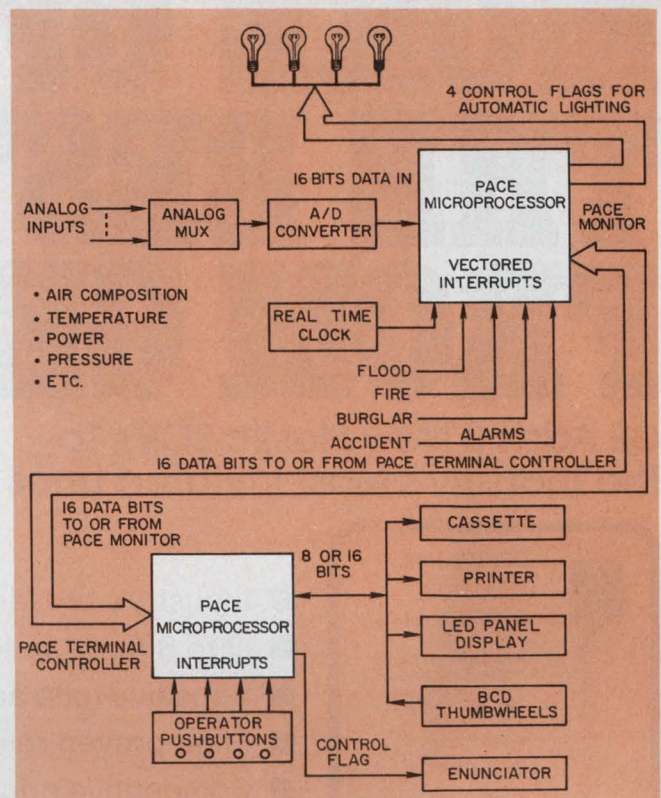 4 CONTROL FLAGS FOR
AUTOMATIC LIGHTING
16 BITS DATA IN
PACE
MICROPROCESSOR
VECTORED
INTERRUPTS
PACE
MONITOR
ANALOG
INPUTS
ANALOG
MUX
A/D
CONVERTER
• AIR COMPOSITION
• TEMPERATURE
• POWER
• PRESSURE
• ETC.
REAL TIME
CLOCK
FLOOD
FIRE
BURGLAR
ACCIDENT
ALARMS
16 DATA BITS TO OR FROM PACE TERMINAL CONTROLLER
16 DATA BITS
TO OR FROM
PACE MONITOR
8 OR 16
BITS
PACE
MICROPROCESSOR
INTERRUPTS
PACE TERMINAL
CONTROLLER
OPERATOR
PUSHBUTTONS
CONTROL
FLAG
CASSETTE
PRINTER
LED PANEL
DISPLAY
BCD
THUMBWHEELS
ENUNCIATOR